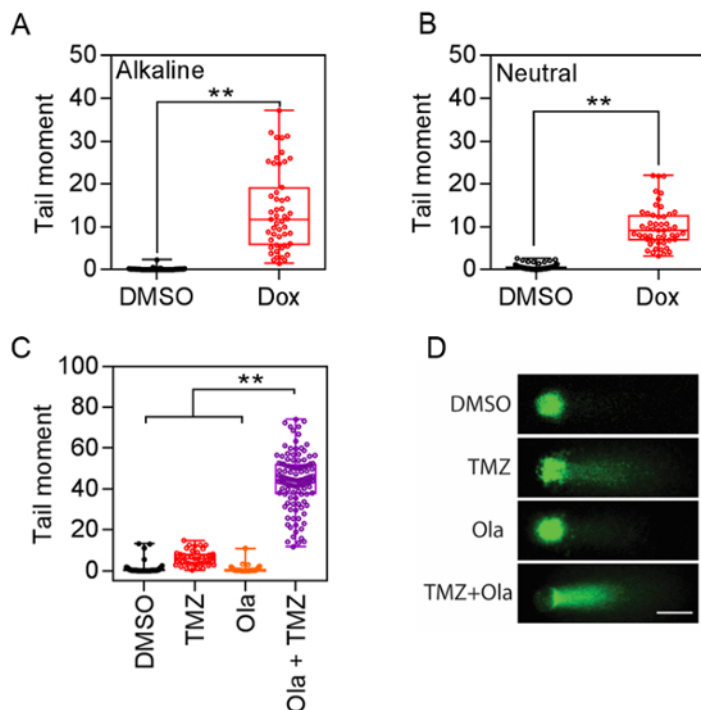 A
Alkaline
Tail moment
50
40
30
20
10
0
**
DMSO
Dox
B
Neutral
Tail moment
50
40
30
20
10
0
**
DMSO
Dox
C
Tail moment
100
80
60
40
20
0
**
DMSO
TMZ
Ola
Ola + TMZ
D
DMSO
TMZ
Ola
TMZ+Ola